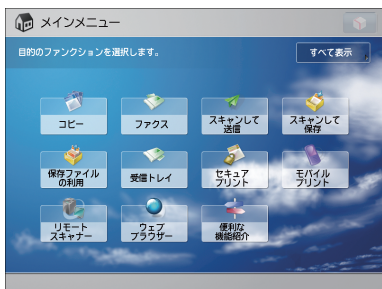 メインメニュー
目的のファンクションを選択します。
すべて表示
コピー
ファクス
スキャンして
送信
スキャンして
保存
保存ファイル
の利用
受信トレイ
セキュア
プリント
モバイル
プリント
リモート
スキャナー
ウェブ
ブラウザー
便利な
機能紹介